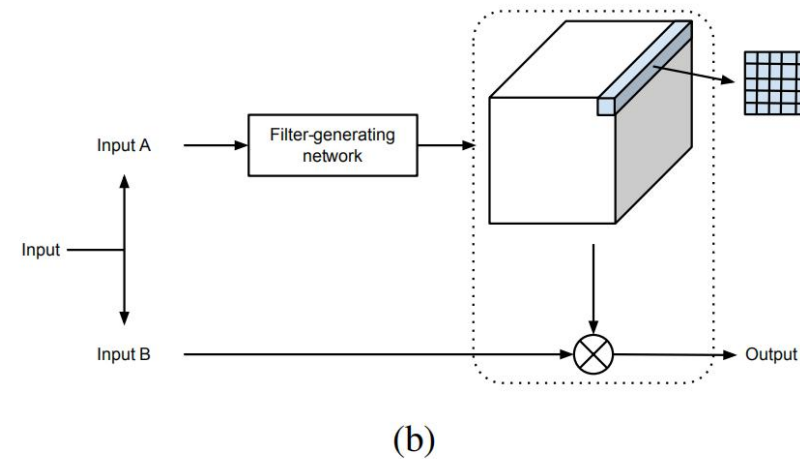 Input A
Filter-generating
network
Input
Input B
Output
(b)